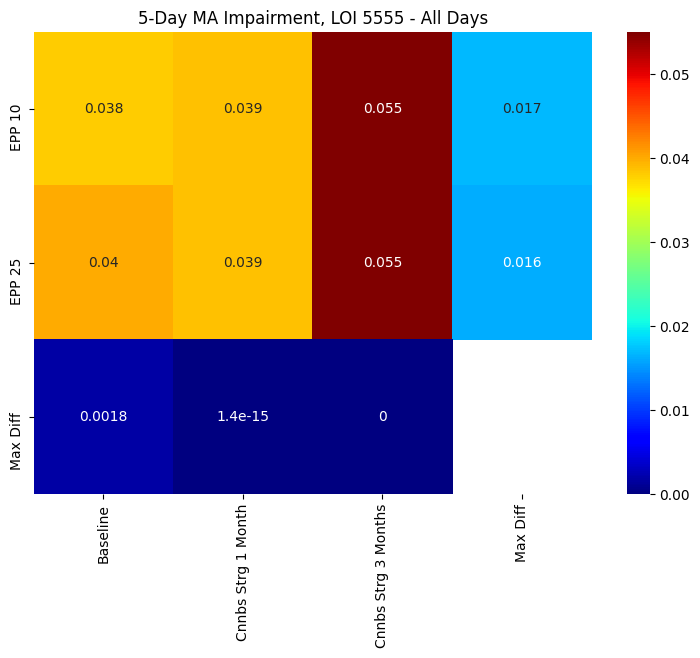 5-Day MA Impairment, LOI 5555 - All Days
EPP 10
0.038
0.039
0.055
0.017
EPP 25
0.04
0.039
0.055
0.016
Max Diff
0.0018
1.4e-15
0
Baseline
Cnnbs Strg 1 Month
Cnnbs Strg 3 Months
Max Diff
0.05
0.04
0.03
0.02
0.01
0.00